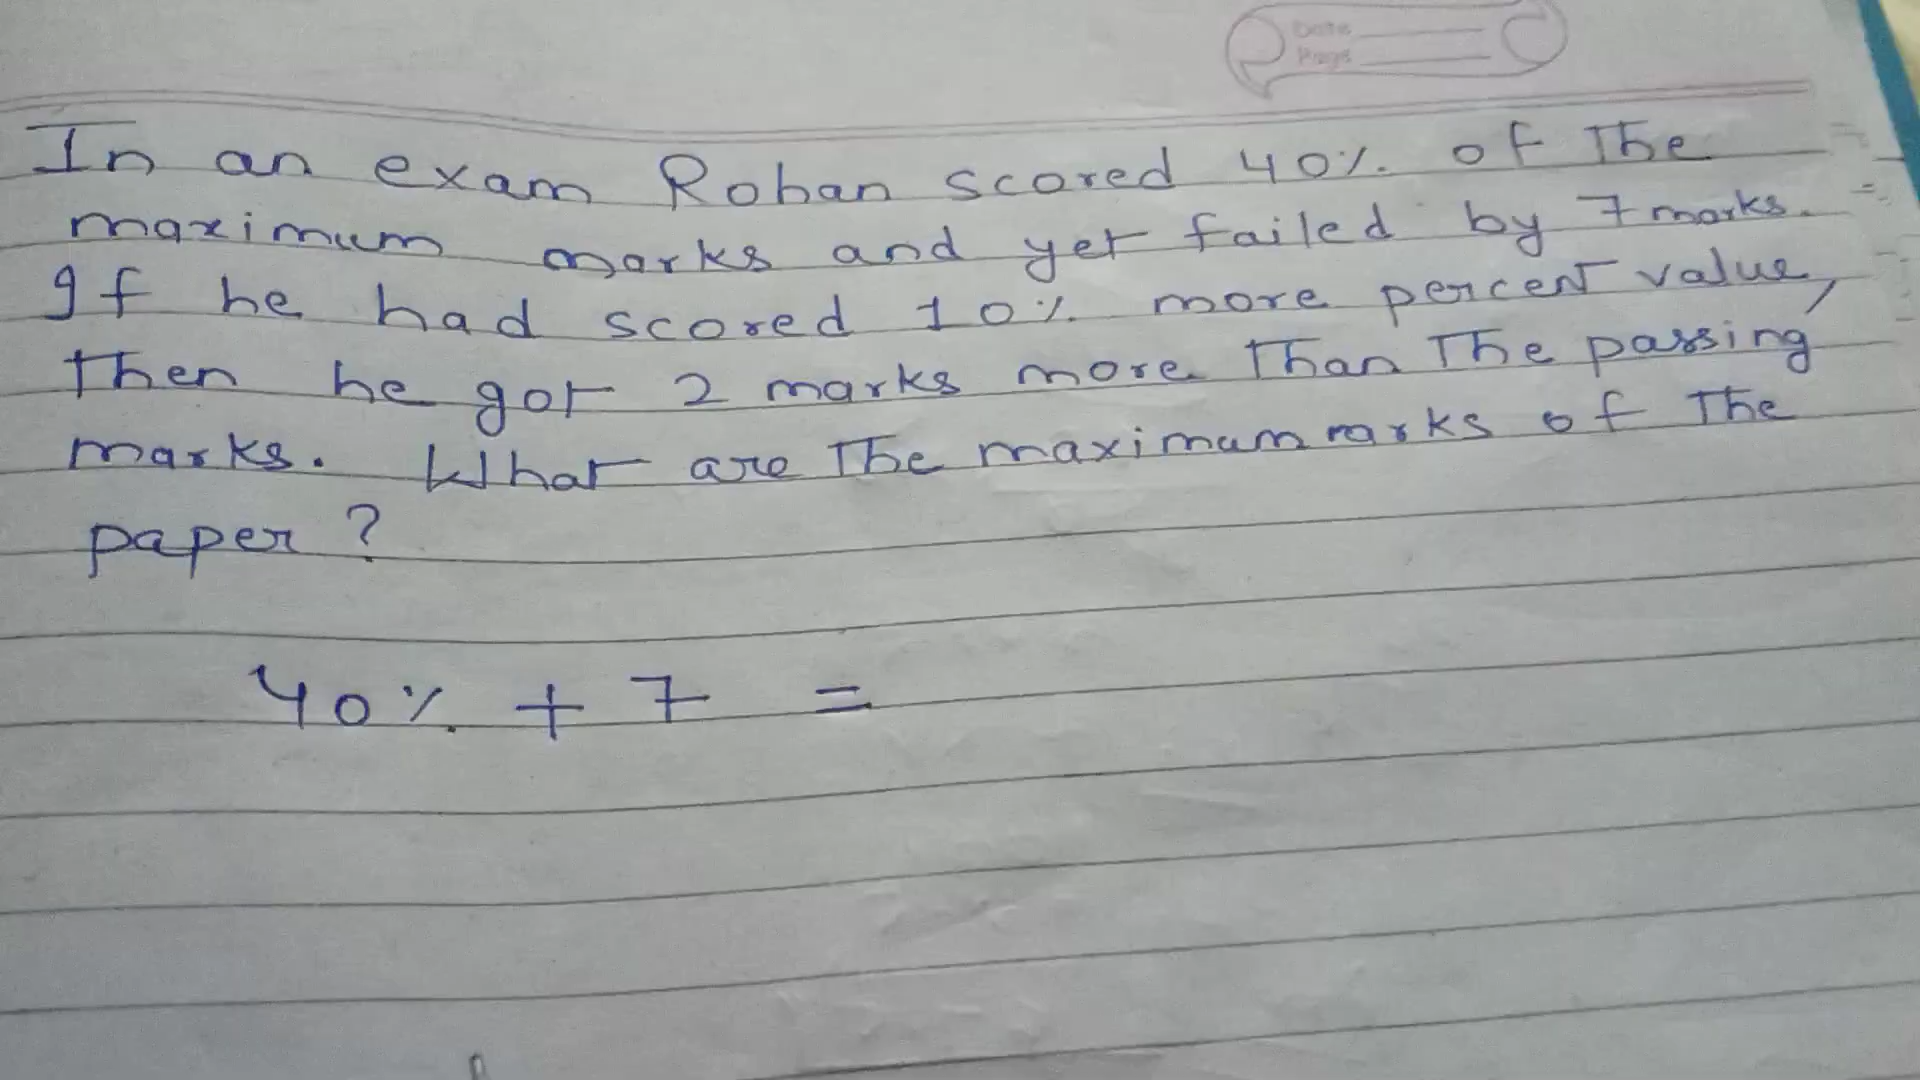 Date
Page
In an exam Rohan scored 40% of The
maximum marks and yet failed by 7 marks.
If he had scored 10% more percent value,
Then he got 2 marks more Than The passing
marks. What are The maximum marks of The
paper ?
40% + 7 =